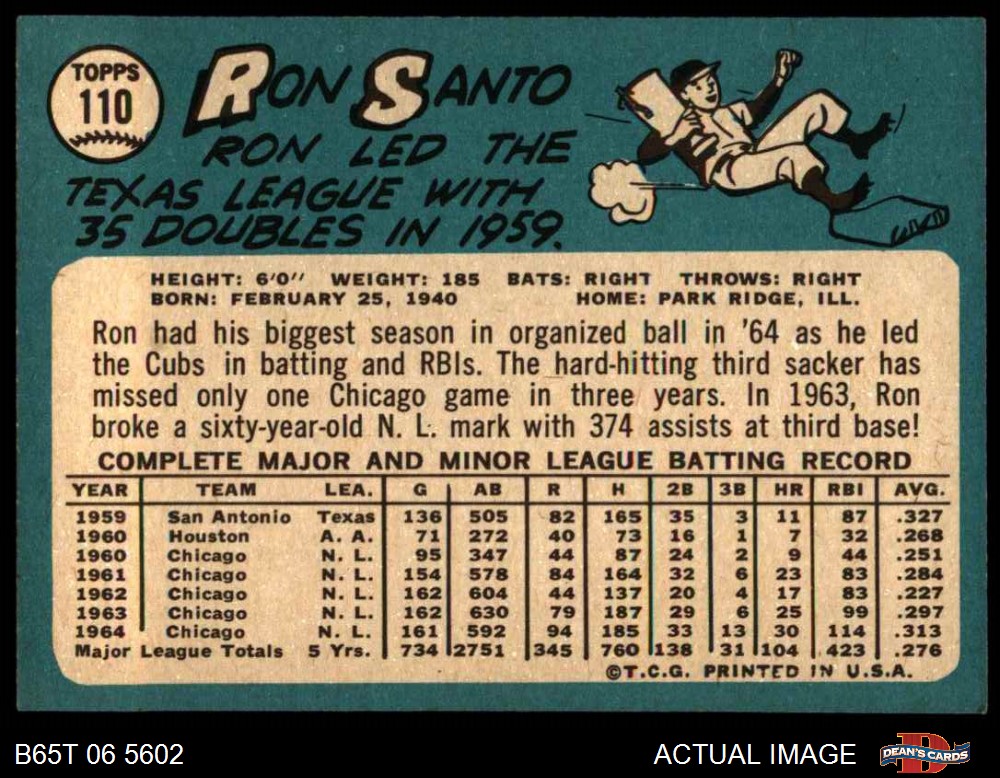 TOPPS
110
RON SANTO
RON LED THE
TEXAS LEAGUE WITH
35 DOUBLES IN 1959.
HEIGHT: 6'0" WEIGHT: 185 BATS: RIGHT THROWS: RIGHT
BORN: FEBRUARY 25, 1940 HOME: PARK RIDGE, ILL.
Ron had his biggest season in organized ball in '64 as he led
the Cubs in batting and RBIs. The hard-hitting third sacker has
missed only one Chicago game in three years. In 1963, Ron
broke a sixty-year-old N. L. mark with 374 assists at third base!
COMPLETE MAJOR AND MINOR LEAGUE BATTING RECORD
YEAR TEAM LEA. G AB R H 2B 3B HR RBI AVG.
1959 San Antonio Texas 136 505 82 165 35 3 11 87 .327
1960 Houston A. A. 71 272 40 73 16 1 7 32 .268
1960 Chicago N. L. 95 347 44 87 24 2 9 44 .251
1961 Chicago N. L. 154 578 84 164 32 6 23 83 .284
1962 Chicago N. L. 162 604 44 137 20 4 17 83 .227
1963 Chicago N. L. 162 630 79 187 29 6 25 99 .297
1964 Chicago N. L. 161 592 94 185 33 13 30 114 .313
Major League Totals 5 Yrs. 734 2751 345 760 138 31 104 423 .276
©T.C.G. PRINTED IN U.S.A.
B65T 06 5602
ACTUAL IMAGE
D
DEAN'S CARDS